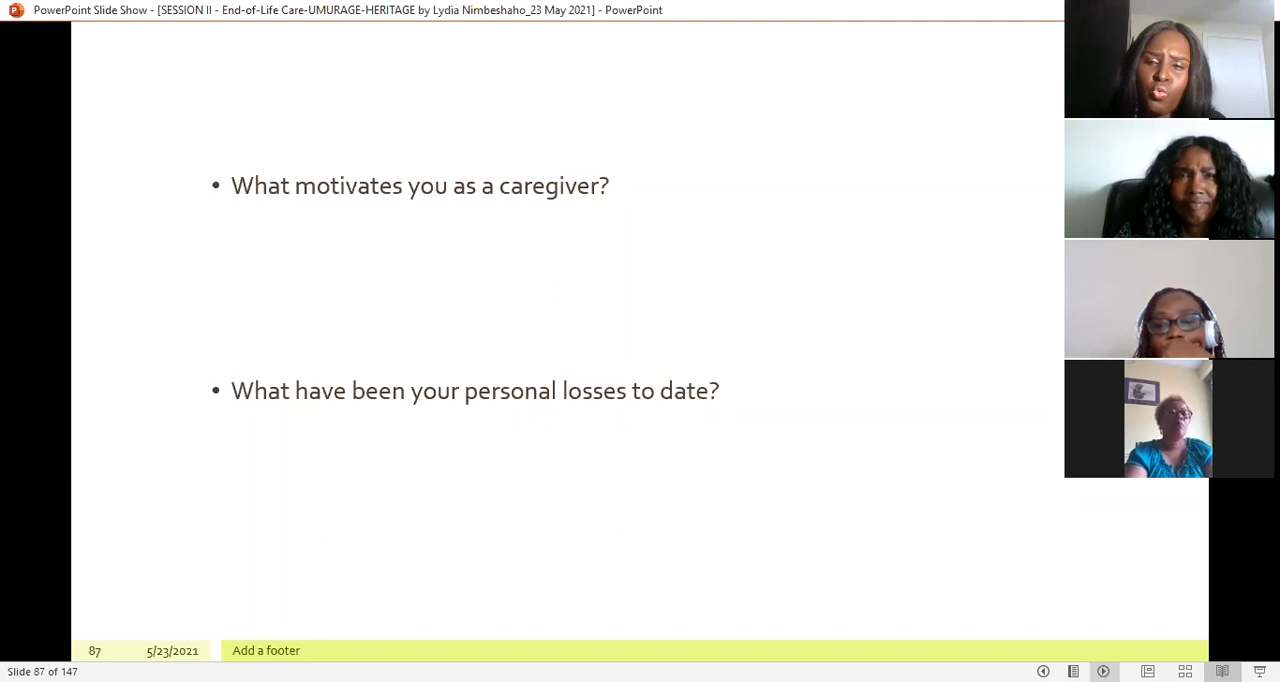 PowerPoint Slide Show - [SESSION II - End-of-Life Care-UMURAGE-HERITAGE by Lydia Nimbeshaho_23 May 2021] - PowerPoint
• What motivates you as a caregiver?
• What have been your personal losses to date?
87 5/23/2021 Add a footer
Slide 87 of 147